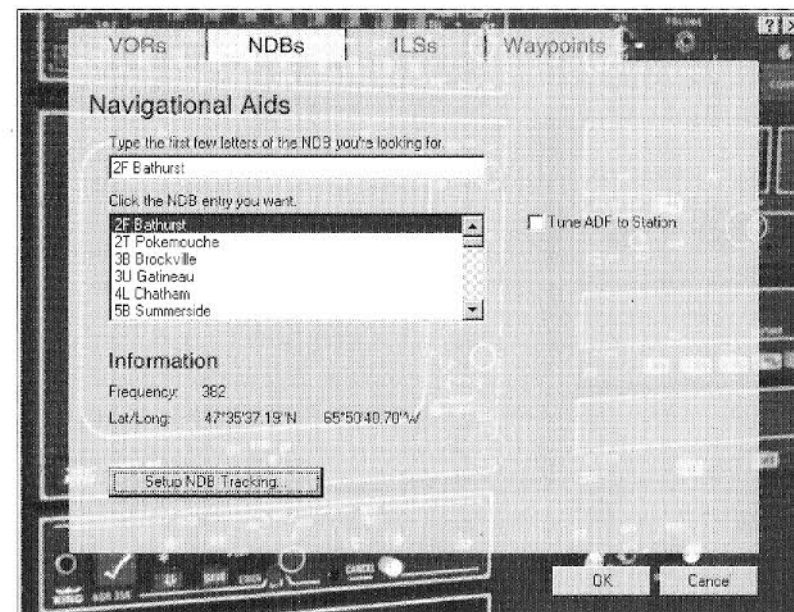 VORs NDBs ILSs Waypoints
VOLUME
? X
Navigational Aids
Type the first few letters of the NDB you're looking for.
2F Bathurst
Click the NDB entry you want.
2F Bathurst
2T Pokemouche
3B Brockville
3U Gatineau
4L Chatham
5B Summerside
Tune ADF to Station
Information
Frequency: 382
Lat/Long: 47°35'37.19"N 65°50'40.70"W
Setup NDB Tracking...
CANCEL
OK Cancel